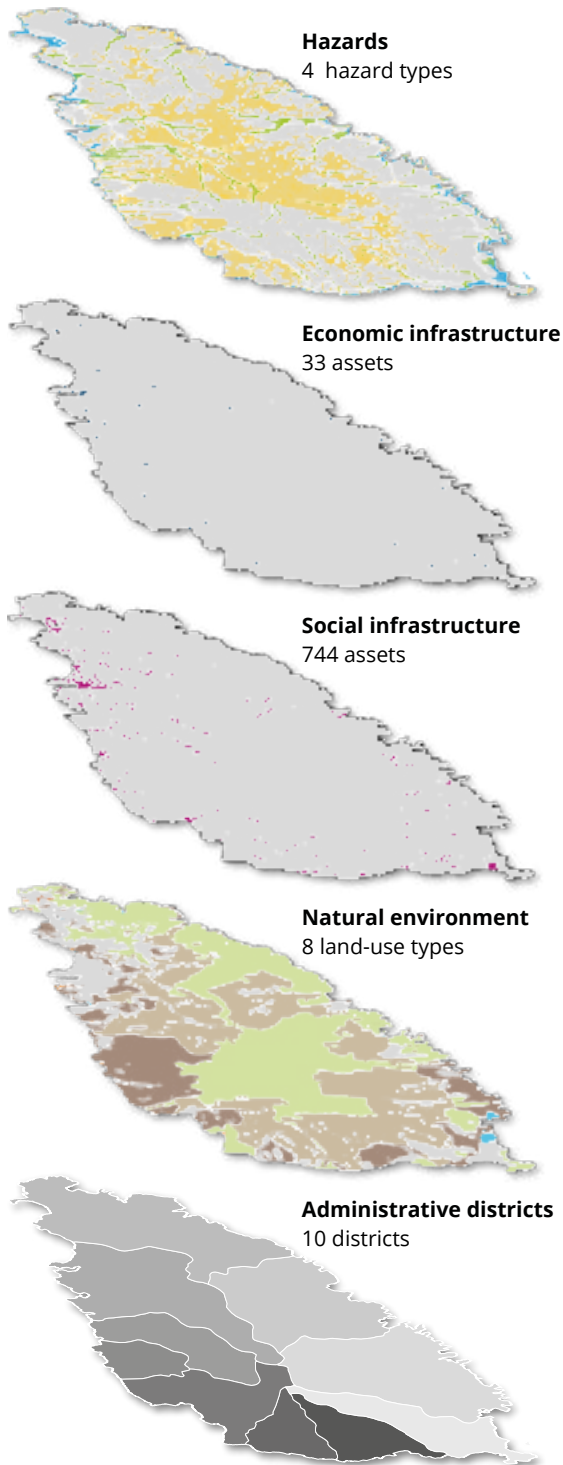 Hazards
4 hazard types
Economic infrastructure
33 assets
Social infrastructure
744 assets
Natural environment
8 land-use types
Administrative districts
10 districts